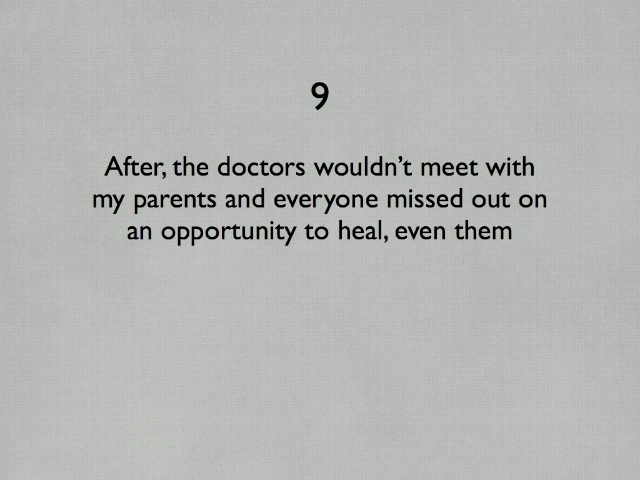 9
After, the doctors wouldn’t meet with
my parents and everyone missed out on
an opportunity to heal, even them